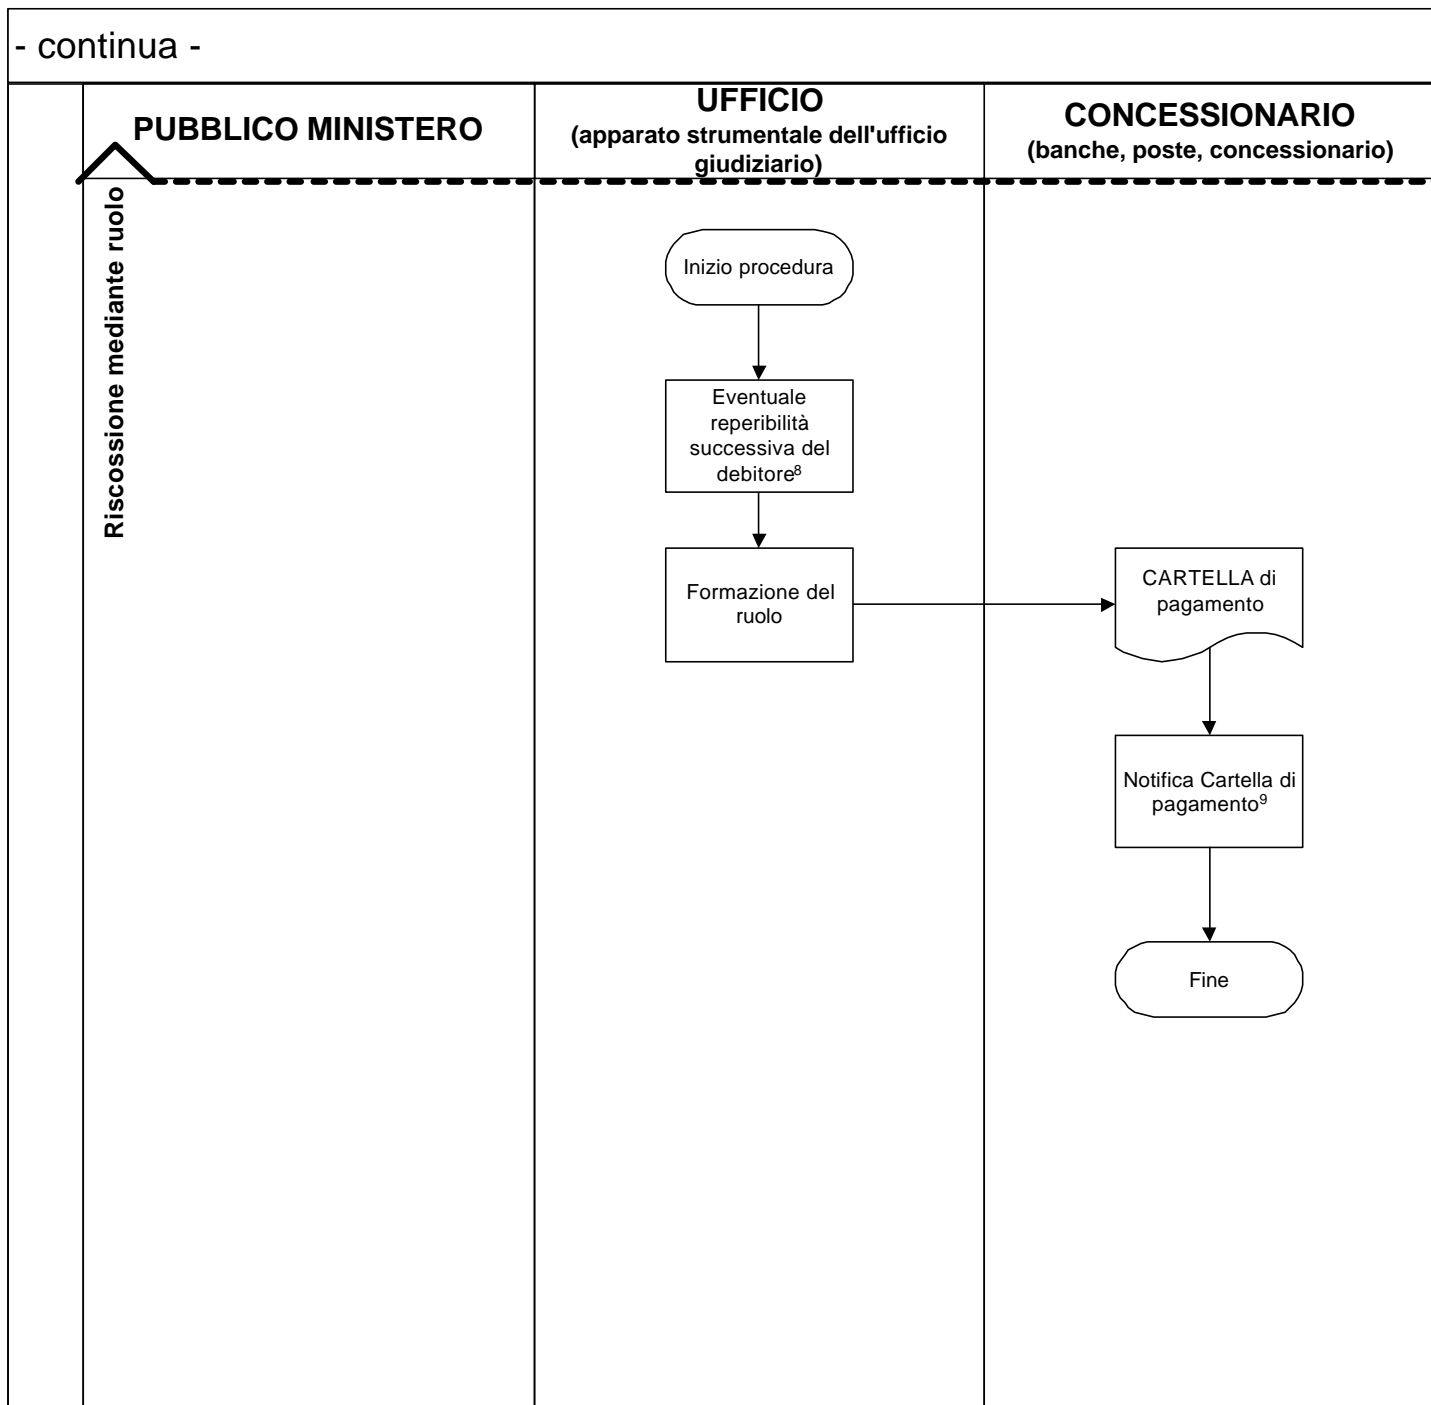 - continua -
PUBBLICO MINISTERO
UFFICIO
(apparato strumentale dell'ufficio
giudiziario)
CONCESSIONARIO
(banche, poste, concessionario)
Riscossione mediante ruolo
Inizio procedura
Eventuale
reperibilità
successiva del
debitore⁸
Formazione del
ruolo
CARTELLA di
pagamento
Notifica Cartella di
pagamento⁹
Fine